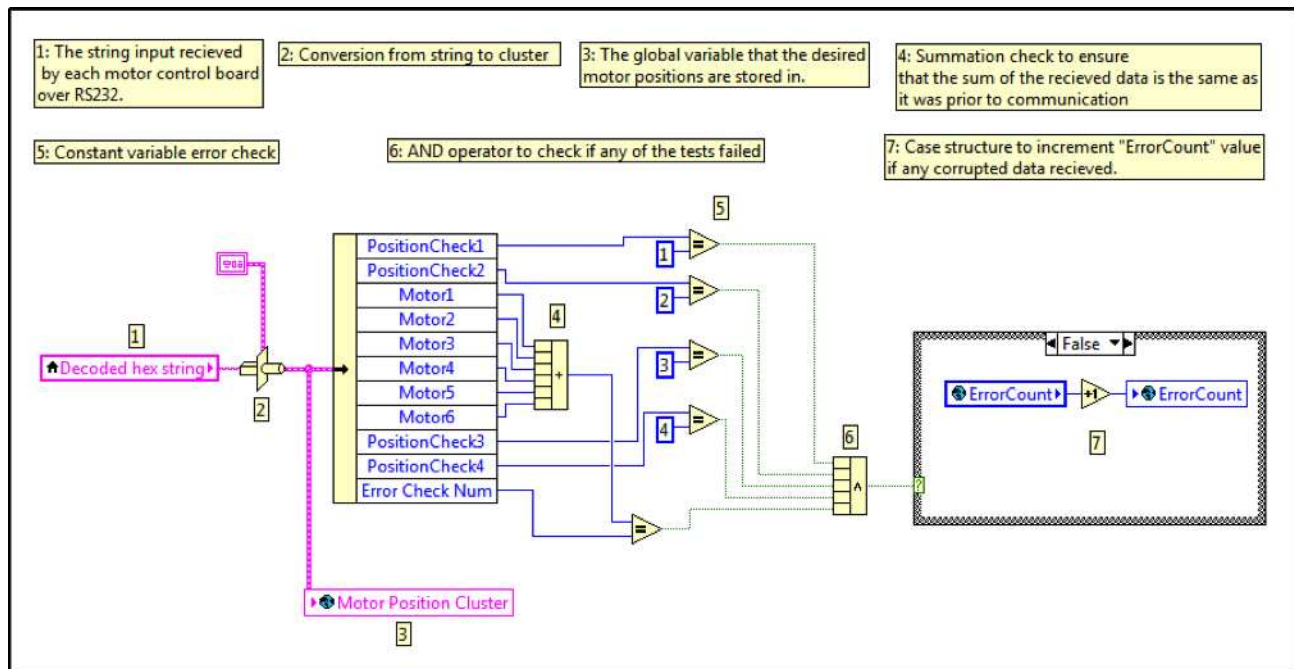 1: The string input recieved
by each motor control board
over RS232.
2: Conversion from string to cluster
3: The global variable that the desired
motor positions are stored in.
4: Summation check to ensure
that the sum of the recieved data is the same as
it was prior to communication
5: Constant variable error check
6: AND operator to check if any of the tests failed
7: Case structure to increment "ErrorCount" value
if any corrupted data recieved.
1
Decoded hex string
2
PositionCheck1
PositionCheck2
Motor1
Motor2
Motor3
Motor4
Motor5
Motor6
PositionCheck3
PositionCheck4
Error Check Num
4
+
5
=
1
=
2
=
3
=
4
=
6
∧
False
?
ErrorCount
+1
ErrorCount
7
Motor Position Cluster
3